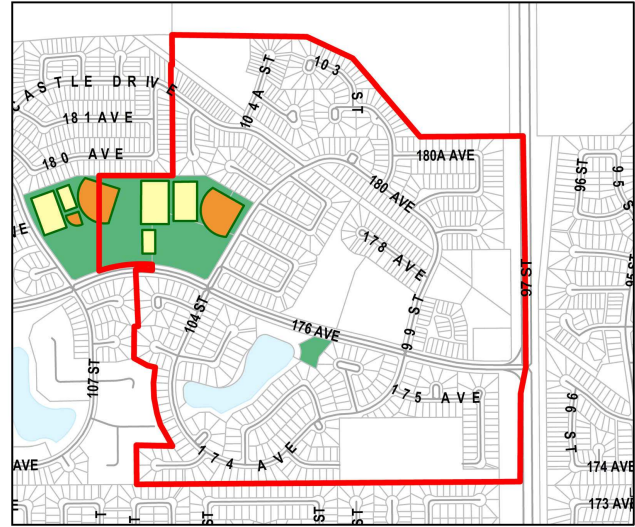 CASTLE DRIVE
181 AVE
180 AVE
104A ST
103 ST
180A AVE
180 AVE
178 AVE
99 ST
97 ST
96 ST
95 S
95 ST
104 ST
176 AVE
107 ST
175 AVE
174 AVE
96 ST
174 AVE
173 AV
AVE
ST
ST